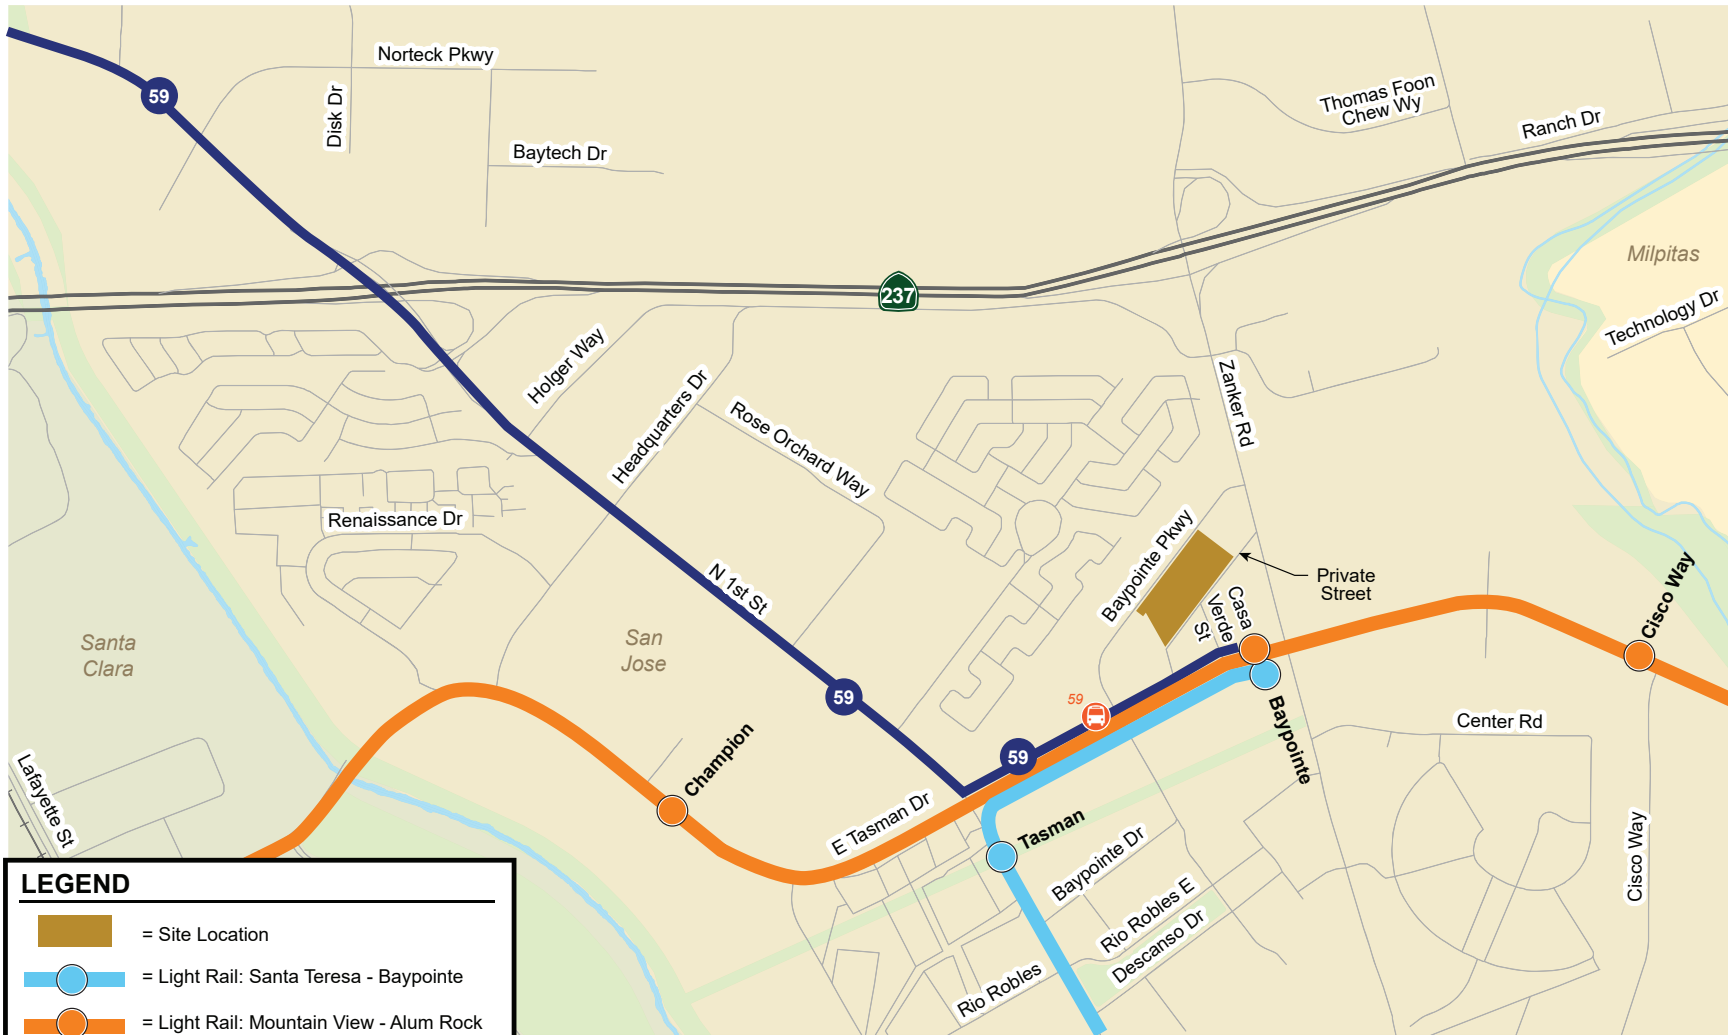 Norteck Pkwy
59
Disk Dr
Baytech Dr
Thomas Foon
Chew Wy
Ranch Dr
237
Milpitas
Technology Dr
Holger Way
Headquarters Dr
Rose Orchard Way
Zanker Rd
Renaissance Dr
Baypointe Pkwy
Private
Street
N 1st St
Casa
Verde
St
Cisco Way
Santa
Clara
San
Jose
59
59
59
Baypointe
Center Rd
Champion
Lafayette St
E Tasman Dr
Tasman
Baypointe Dr
Cisco Way
Rio Robles E
Descanso Dr
Rio Robles
LEGEND
= Site Location
= Light Rail: Santa Teresa - Baypointe
= Light Rail: Mountain View - Alum Rock